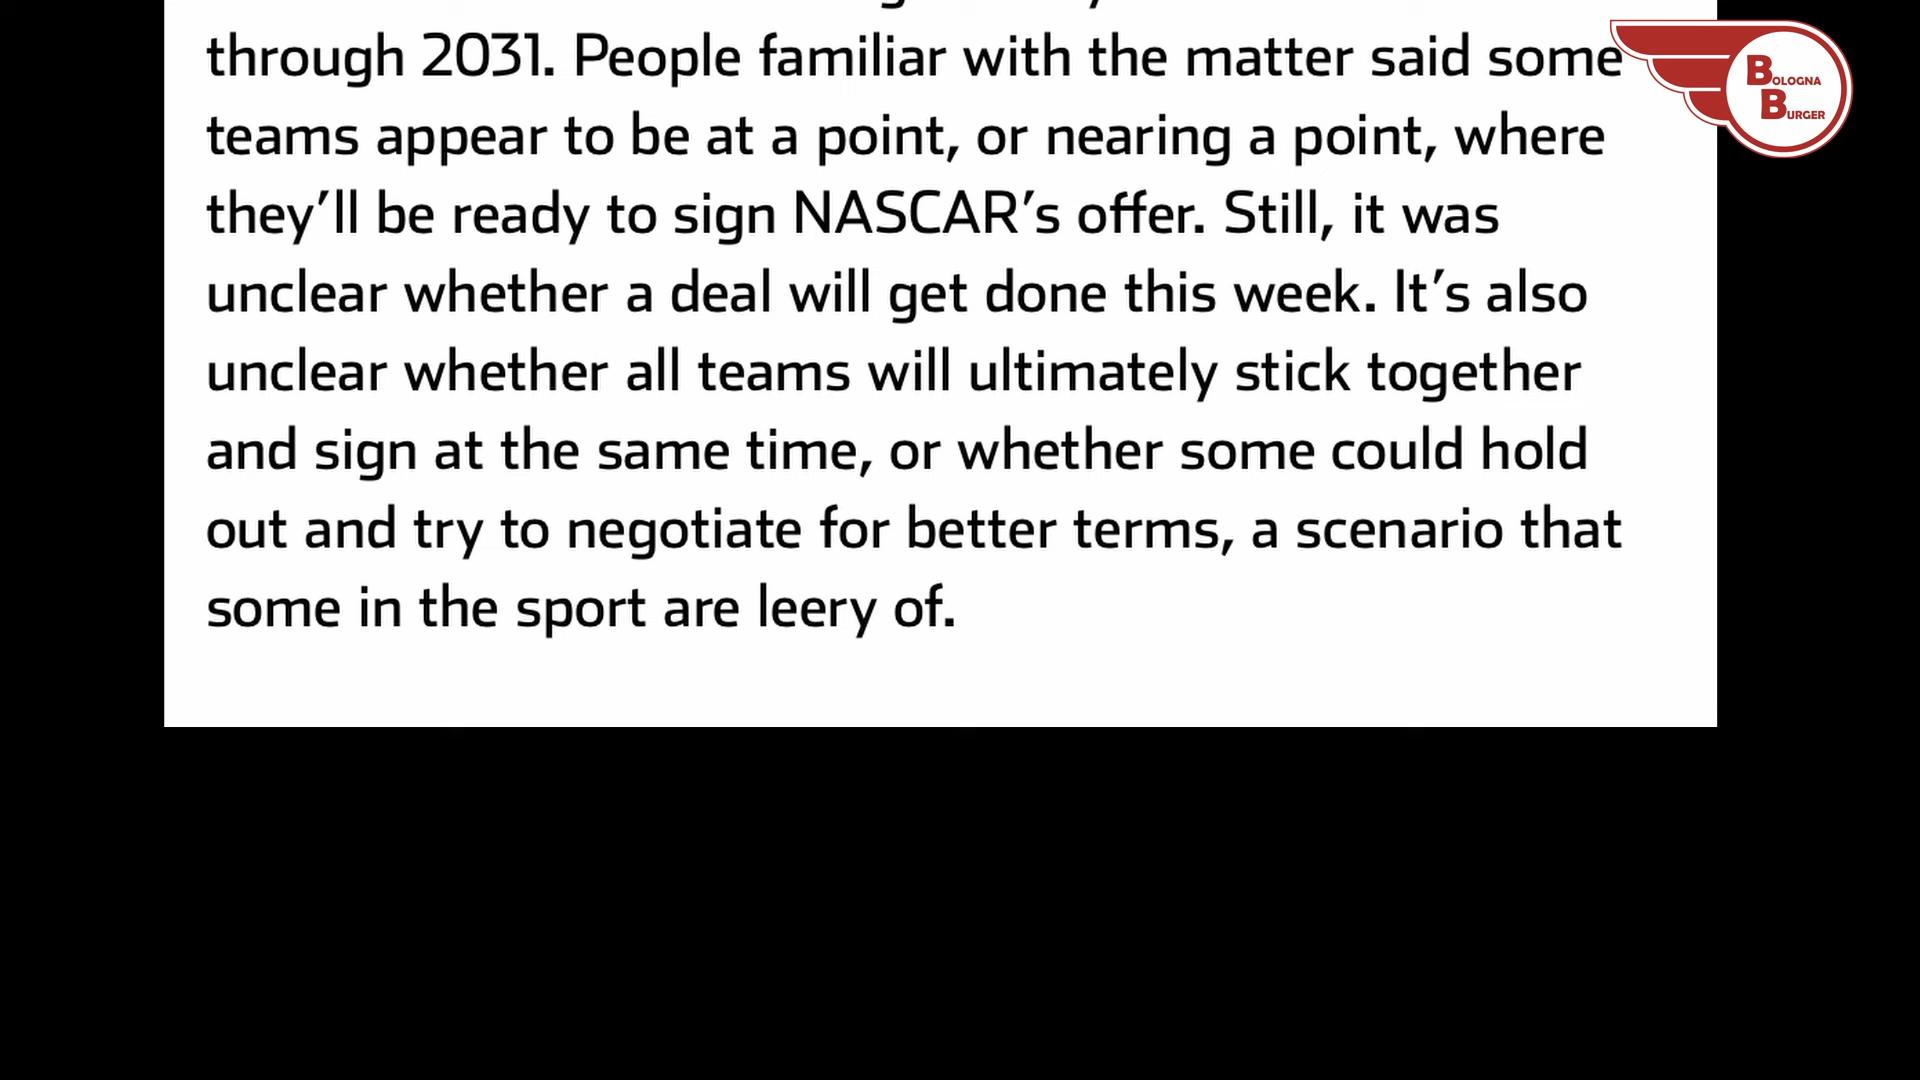 through 2031. People familiar with the matter said some
teams appear to be at a point, or nearing a point, where
they’ll be ready to sign NASCAR’s offer. Still, it was
unclear whether a deal will get done this week. It’s also
unclear whether all teams will ultimately stick together
and sign at the same time, or whether some could hold
out and try to negotiate for better terms, a scenario that
some in the sport are leery of.
BOLOGNA
BURGER